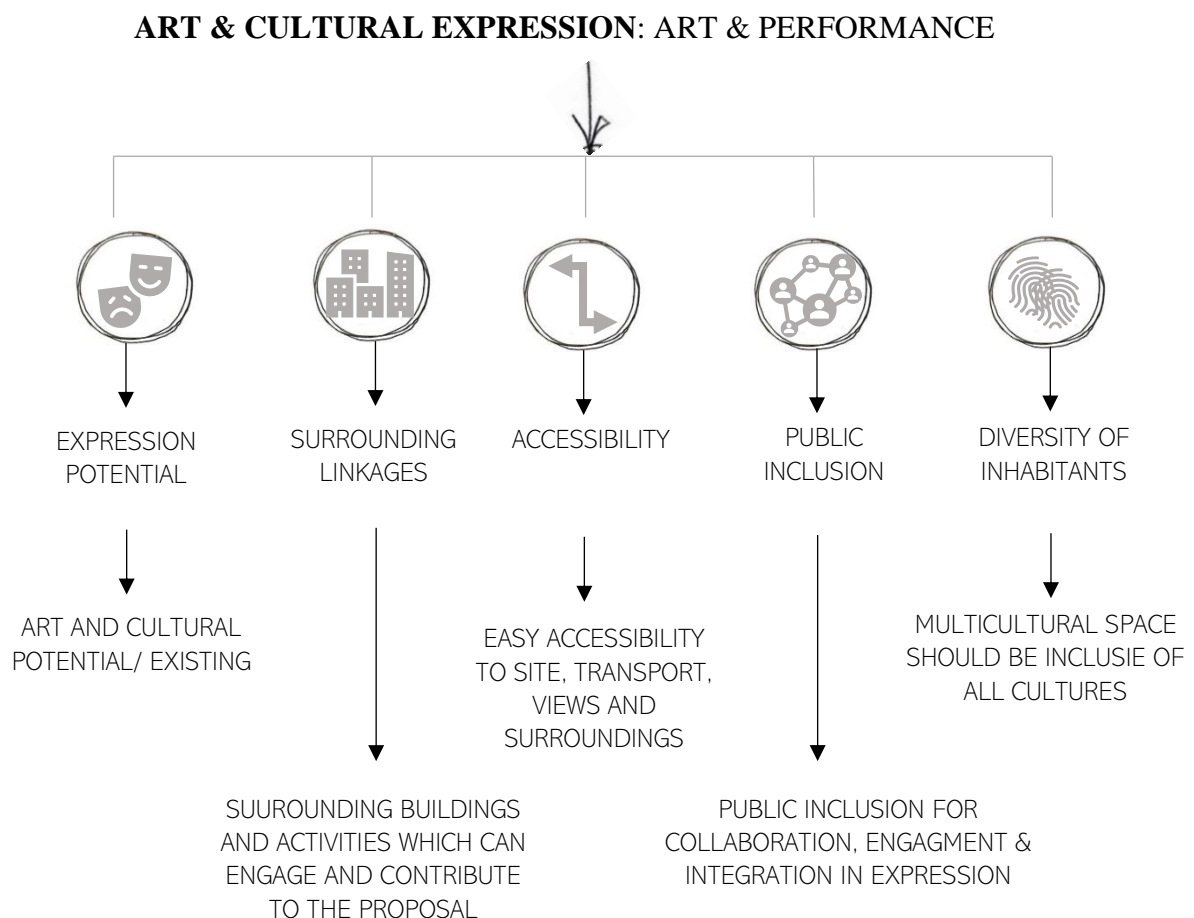 ART & CULTURAL EXPRESSION: ART & PERFORMANCE
EXPRESSION
POTENTIAL
SURROUNDING
LINKAGES
ACCESSIBILITY
PUBLIC
INCLUSION
DIVERSITY OF
INHABITANTS
ART AND CULTURAL
POTENTIAL/ EXISTING
EASY ACCESSIBILITY
TO SITE, TRANSPORT,
VIEWS AND
SURROUNDINGS
MULTICULTURAL SPACE
SHOULD BE INCLUSIE OF
ALL CULTURES
SUUROUNDING BUILDINGS
AND ACTIVITIES WHICH CAN
ENGAGE AND CONTRIBUTE
TO THE PROPOSAL
PUBLIC INCLUSION FOR
COLLABORATION, ENGAGMENT &
INTEGRATION IN EXPRESSION